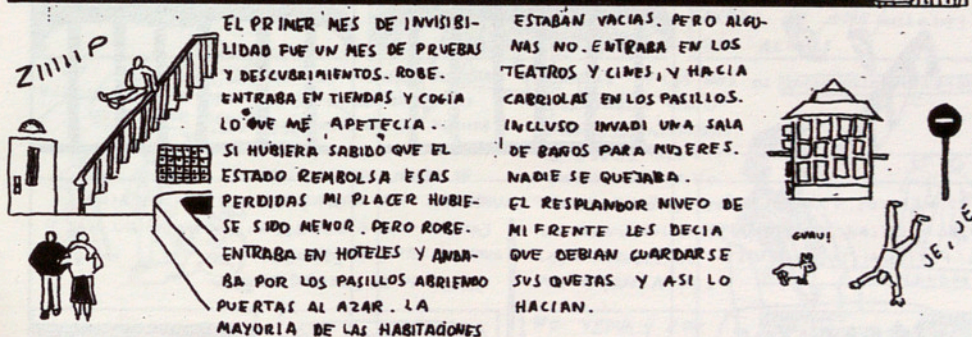 ZIIIIP
EL PRIMER MES DE INVISIBI-
LIDAD FUE UN MES DE PRUEBAS
Y DESCUBRIMIENTOS. ROBE.
ENTRABA EN TIENDAS Y COGIA
LO QUE ME APETECIA.
SI HUBIERA SABIDO QUE EL
ESTADO REMBOLSA ESAS
PERDIDAS MI PLACER HUBIE-
SE SIDO MENOR. PERO ROBE.
ENTRABA EN HOTELES Y ANDA-
BA POR LOS PASILLOS ABRIENDO
PUERTAS AL AZAR. LA
MAYORIA DE LAS HABITACIONES
ESTABAN VACIAS. PERO ALGU-
NAS NO. ENTRABA EN LOS
TEATROS Y CINES, Y HACIA
CABRIOLAS EN LOS PASILLOS.
INCLUSO INVADI UNA SALA
DE BAÑOS PARA MUJERES.
NADIE SE QUEJABA.
EL RESPLANDOR NIVEO DE
MI FRENTE LES DECIA
QUE DEBIAN GUARDARSE
SUS QUEJAS Y ASI LO
HACIAN.
GUAU!
JE, JE